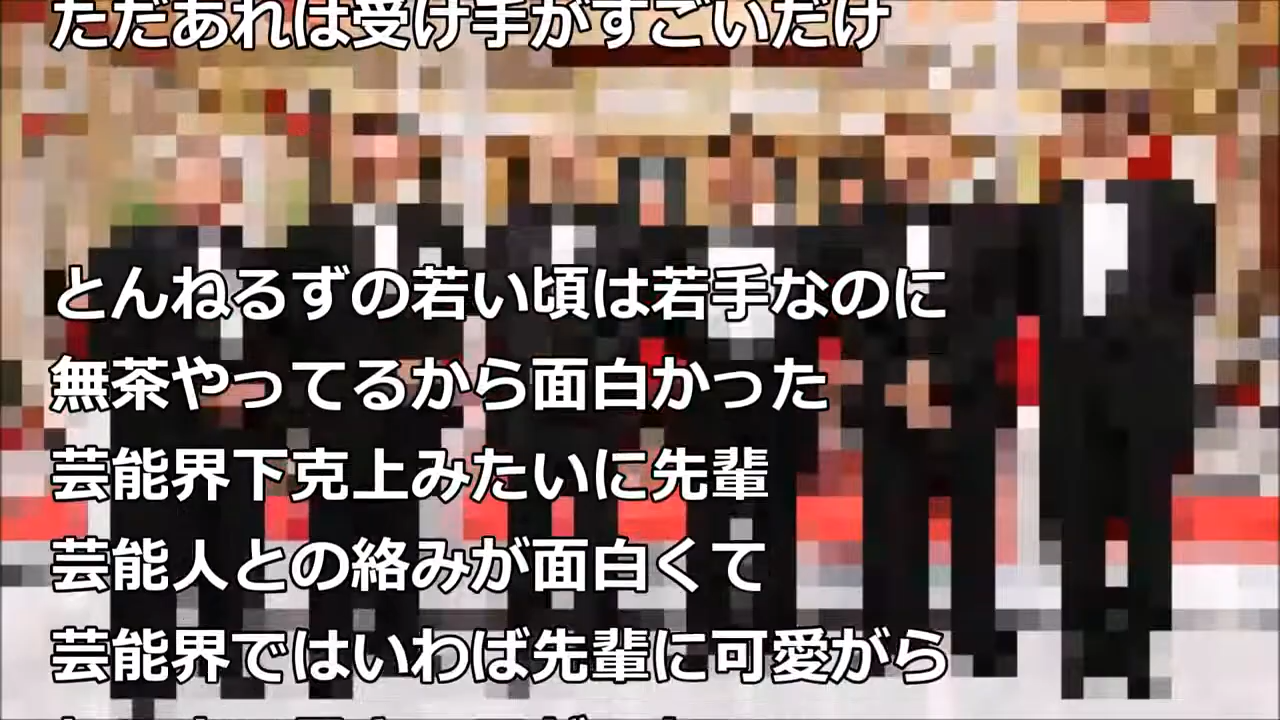 ただあれは受け手がすごいだけ
とんねるずの若い頃は若手なのに
無茶やってるから面白かった
芸能界下克上みたいに先輩
芸能人との絡みが面白くて
芸能界ではいわば先輩に可愛がら